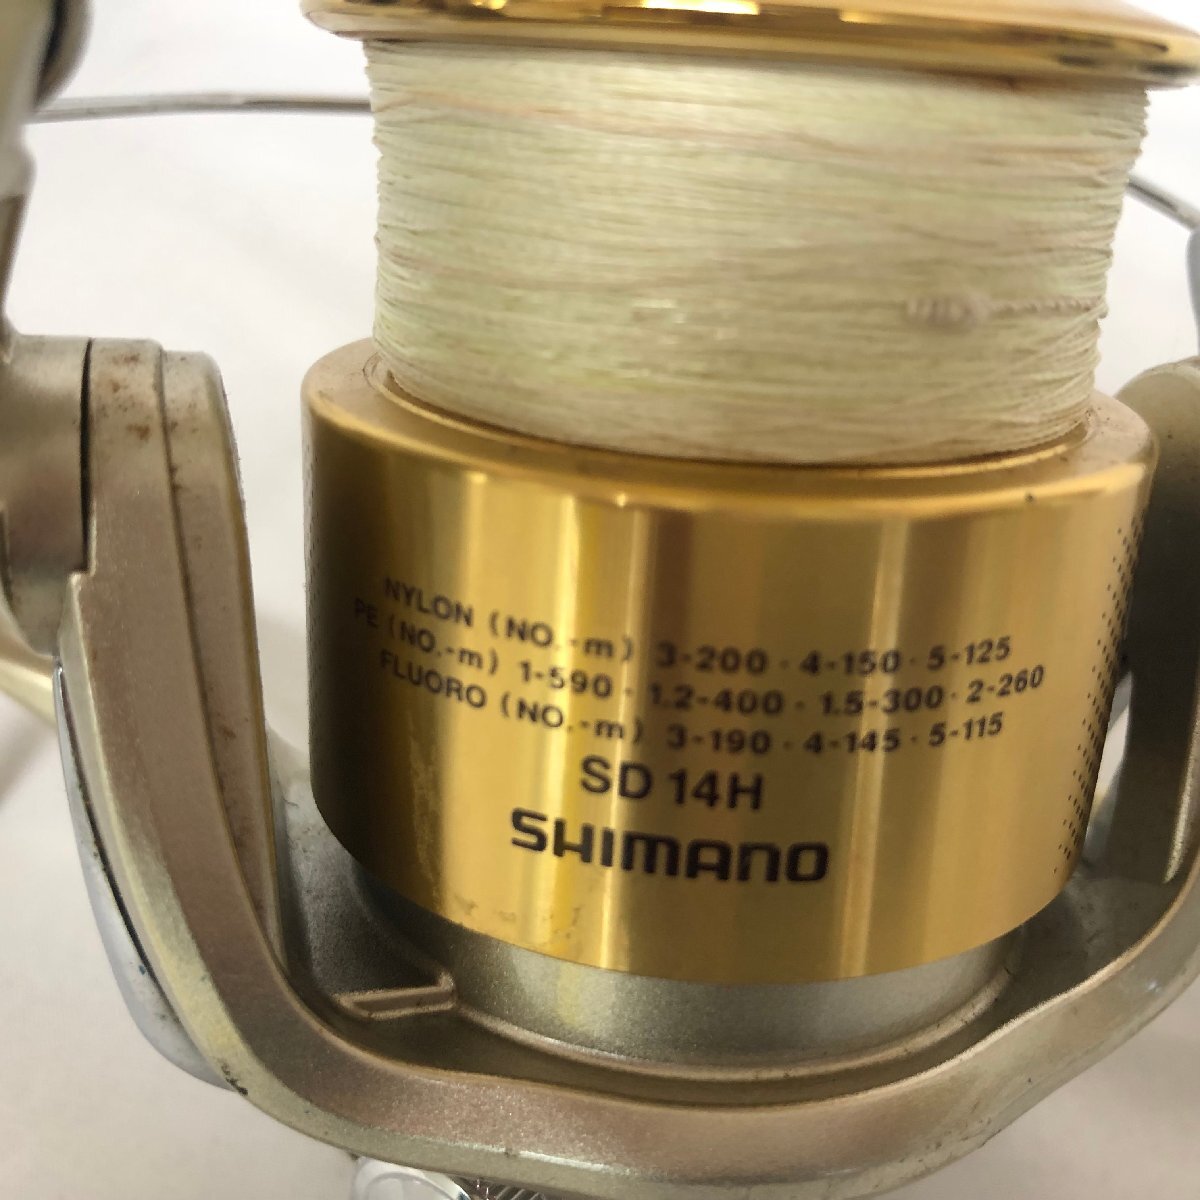 NYLON (NO.-m) 3-200 · 4-150 · 5-125
PE (NO.-m) 1-590 · 1.2-400 · 1.5-300 · 2-260
FLUORO (NO.-m) 3-190 · 4-145 · 5-115
SD 14H
SHIMANO